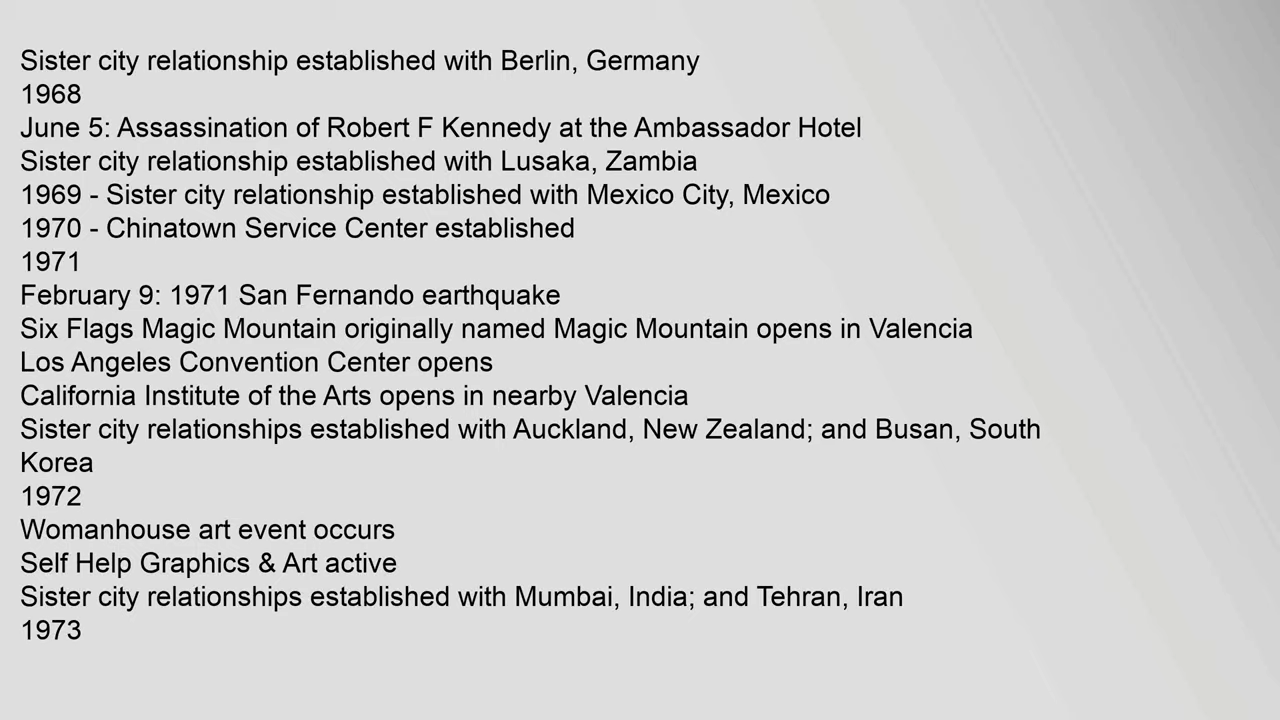 Sister city relationship established with Berlin, Germany
1968
June 5: Assassination of Robert F Kennedy at the Ambassador Hotel
Sister city relationship established with Lusaka, Zambia
1969 - Sister city relationship established with Mexico City, Mexico
1970 - Chinatown Service Center established
1971
February 9: 1971 San Fernando earthquake
Six Flags Magic Mountain originally named Magic Mountain opens in Valencia
Los Angeles Convention Center opens
California Institute of the Arts opens in nearby Valencia
Sister city relationships established with Auckland, New Zealand; and Busan, South
Korea
1972
Womanhouse art event occurs
Self Help Graphics & Art active
Sister city relationships established with Mumbai, India; and Tehran, Iran
1973